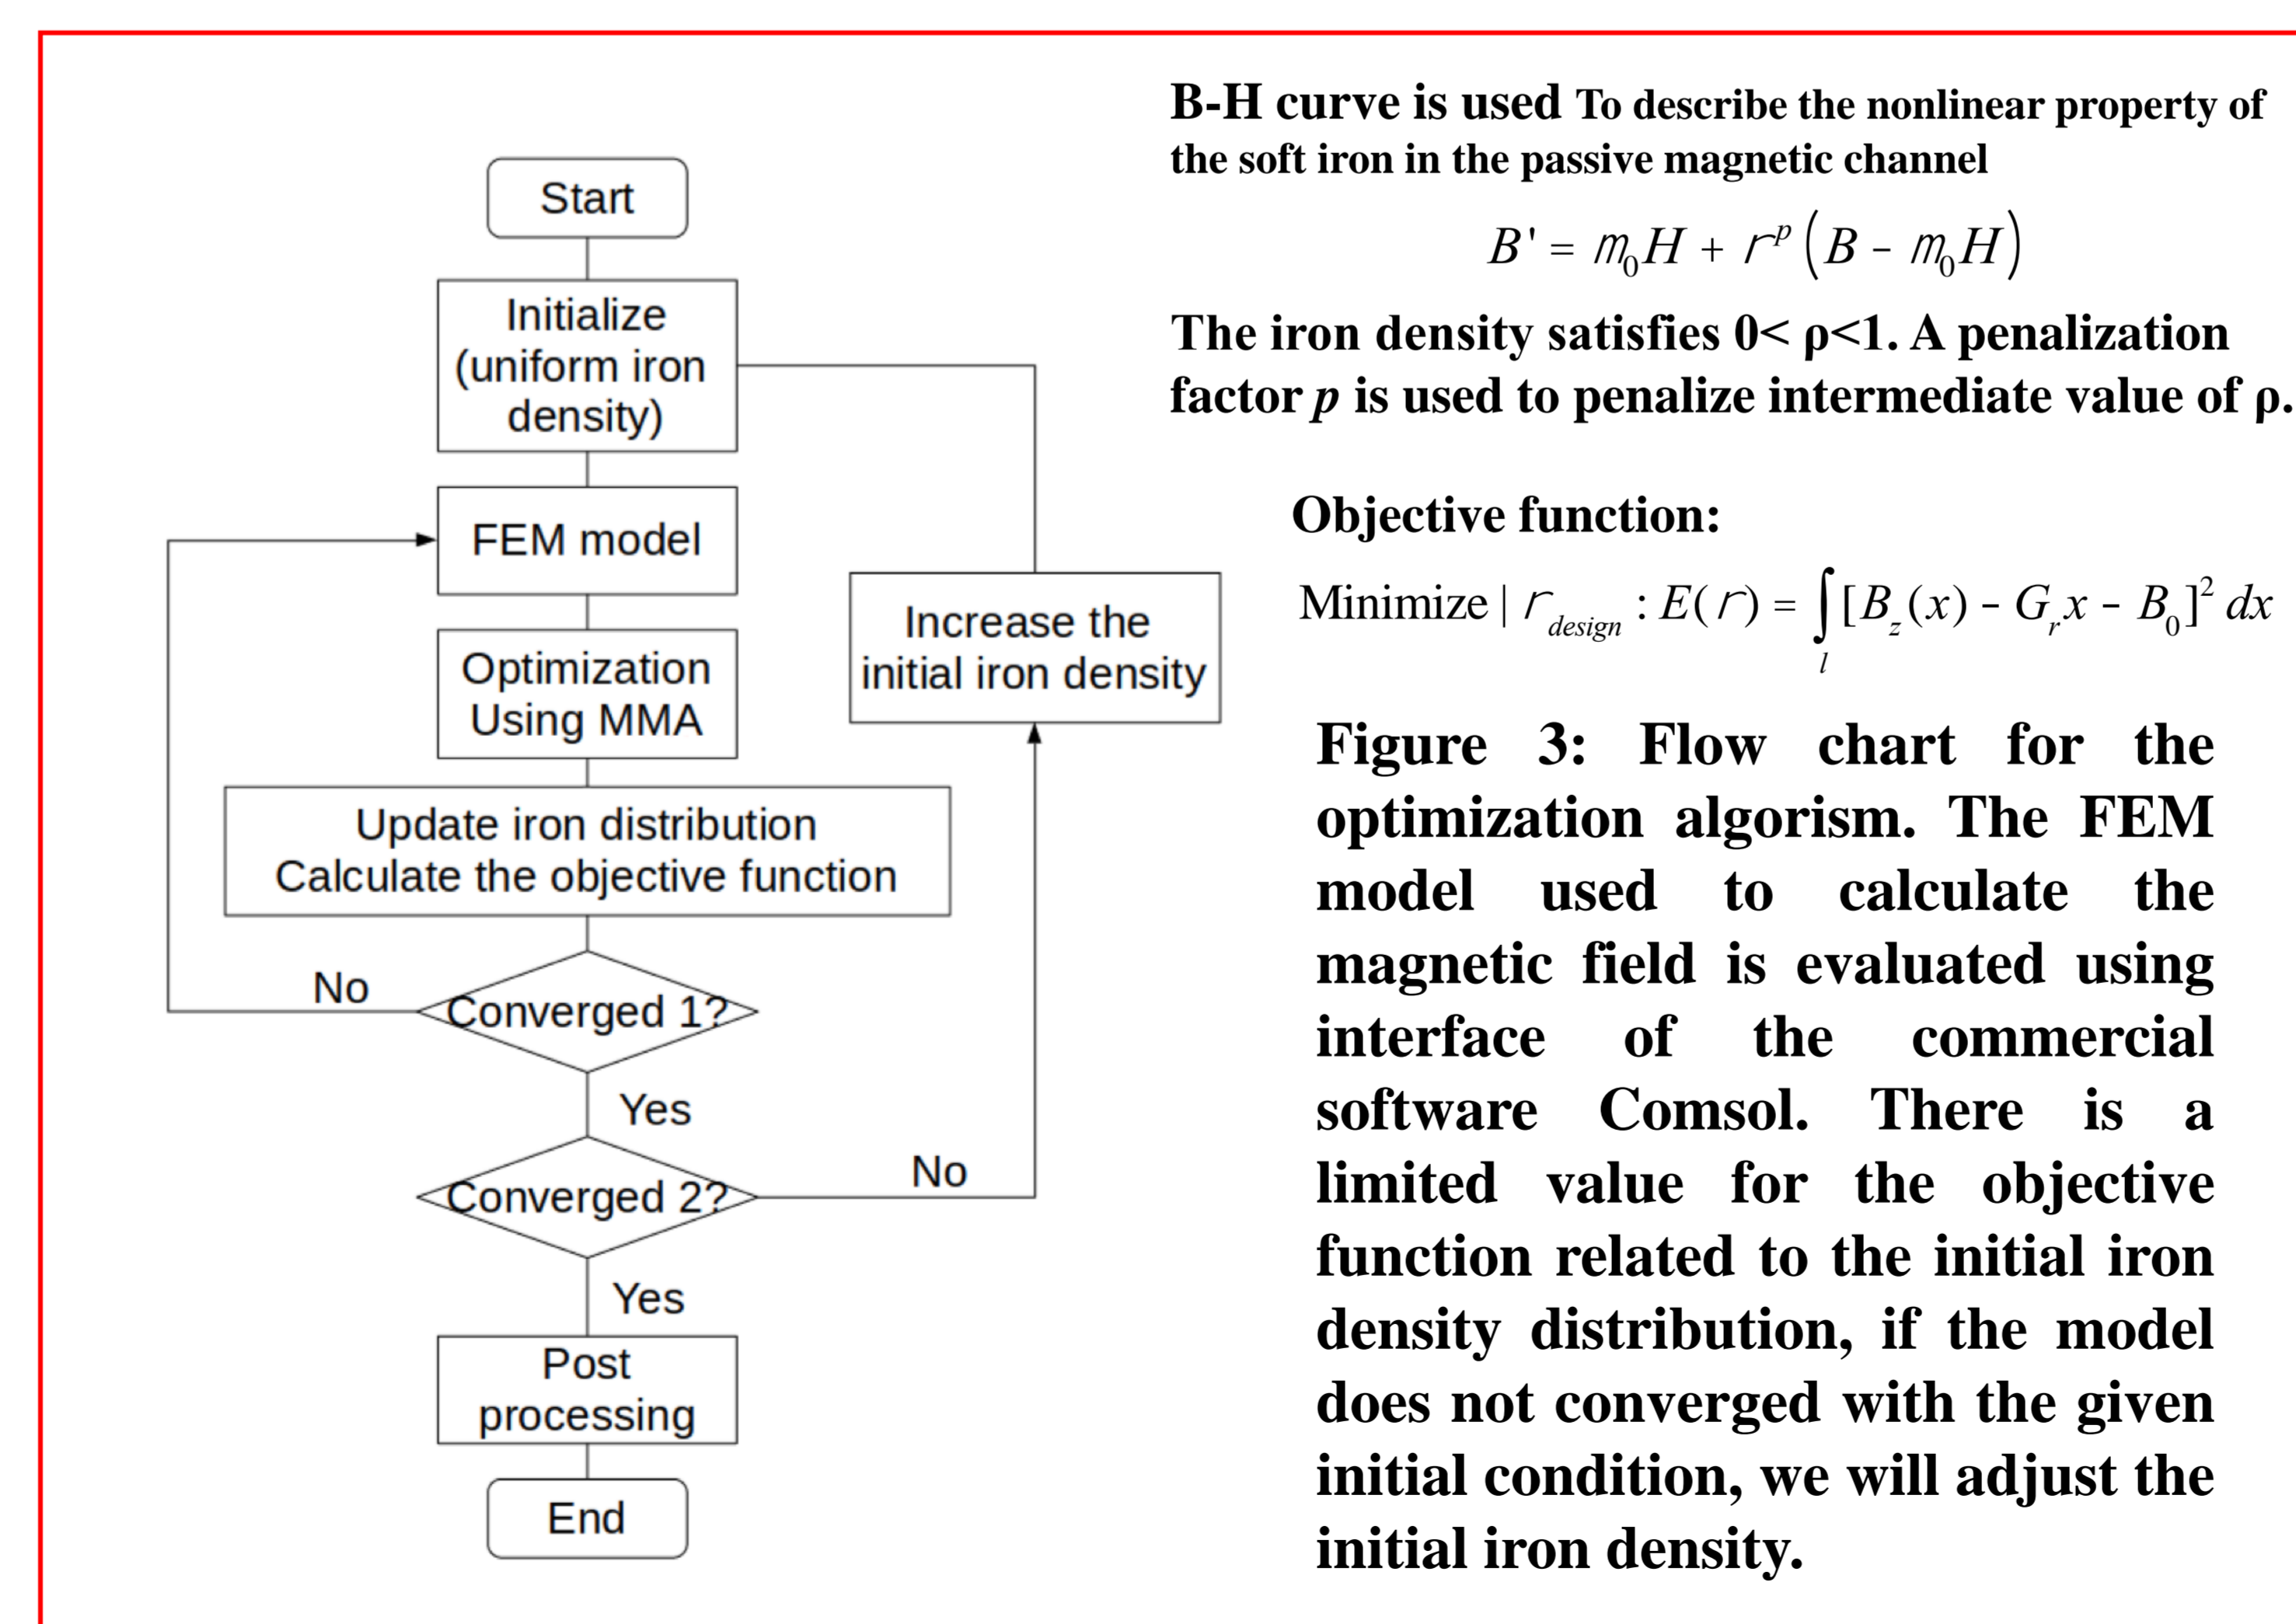 Start
Initialize
(uniform iron
density)
FEM model
Optimization
Using MMA
Update iron distribution
Calculate the objective function
Increase the
initial iron density
No
Converged 1?
Yes
Converged 2?
No
Yes
Post
processing
End
B-H curve is used To describe the nonlinear property of
the soft iron in the passive magnetic channel
B' = m₀H + r^p (B − m₀H)
The iron density satisfies 0< ρ<1. A penalization
factor p is used to penalize intermediate value of ρ.
Objective function:
Minimize | r_design : E(r) = ∫_l [B_z(x) − G_r x − B₀]² dx
Figure 3: Flow chart for the
optimization algorism. The FEM
model used to calculate the
magnetic field is evaluated using
interface of the commercial
software Comsol. There is a
limited value for the objective
function related to the initial iron
density distribution, if the model
does not converged with the given
initial condition, we will adjust the
initial iron density.